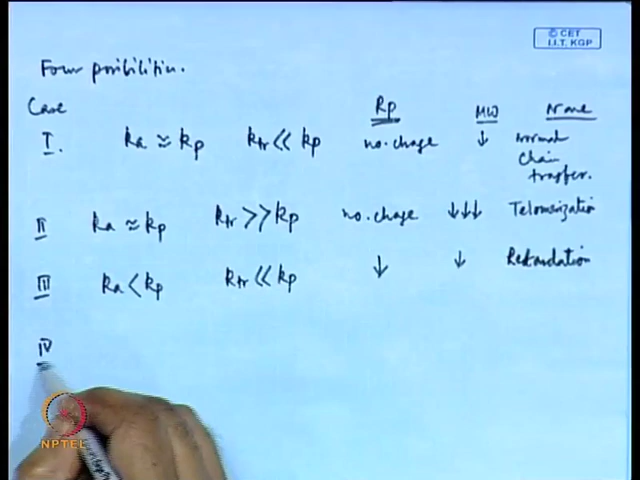 © CET
I.I.T. KGP
Four possibilities.
Case Rp MW Name
I. ka ≈ kp ktr << kp no change ↓ normal
chain
transfer.
II ka ≈ kp ktr >> kp no change ↓↓↓ Telomerization
III ka < kp ktr << kp ↓ ↓ Retardation
IV
NPTEL